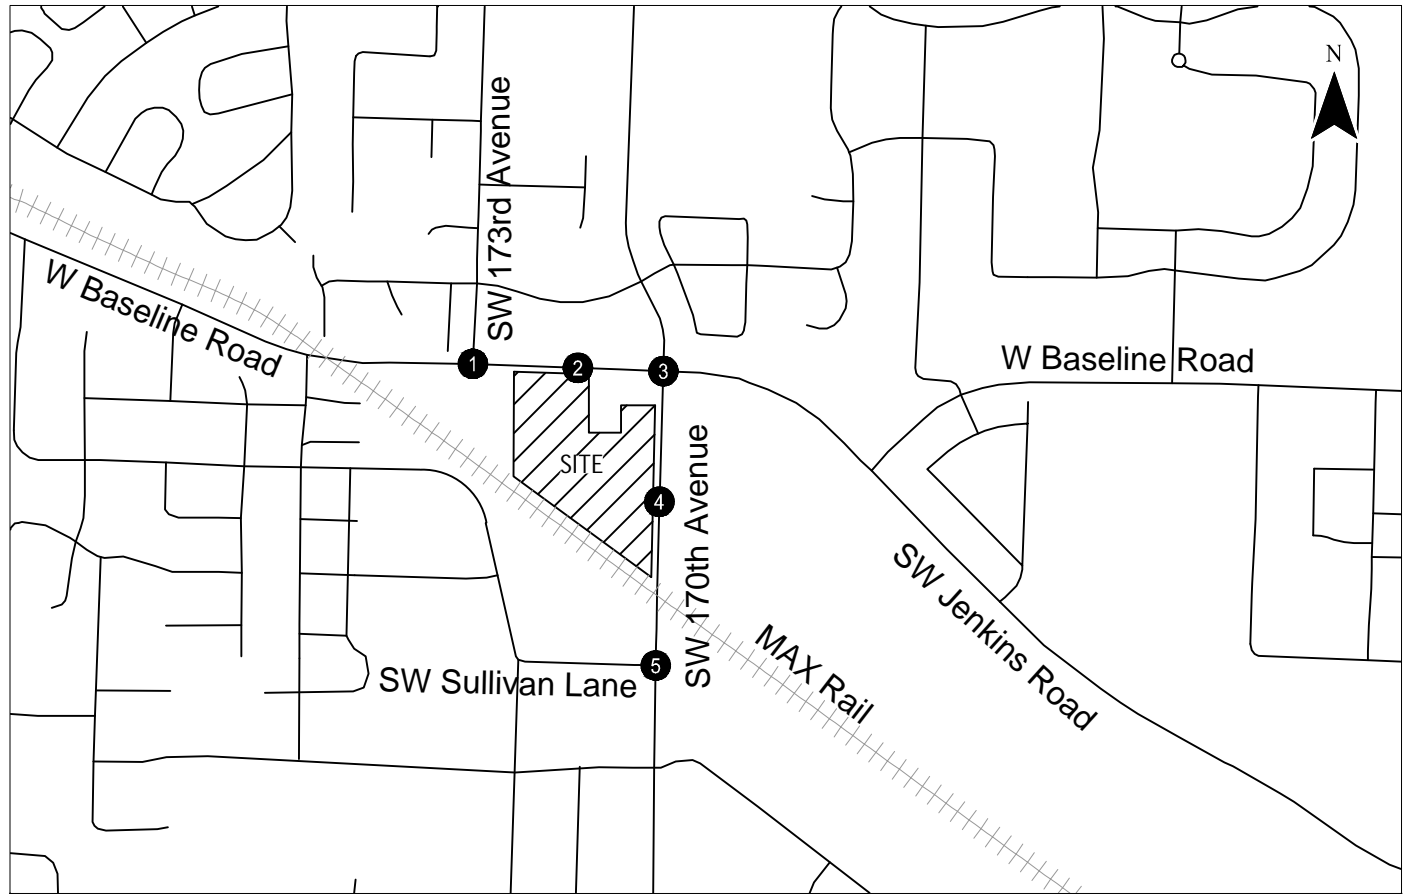 N
SW 173rd Avenue
W Baseline Road
1
2
3
W Baseline Road
SITE
4
SW 170th Avenue
SW Jenkins Road
MAX Rail
5
SW Sullivan Lane